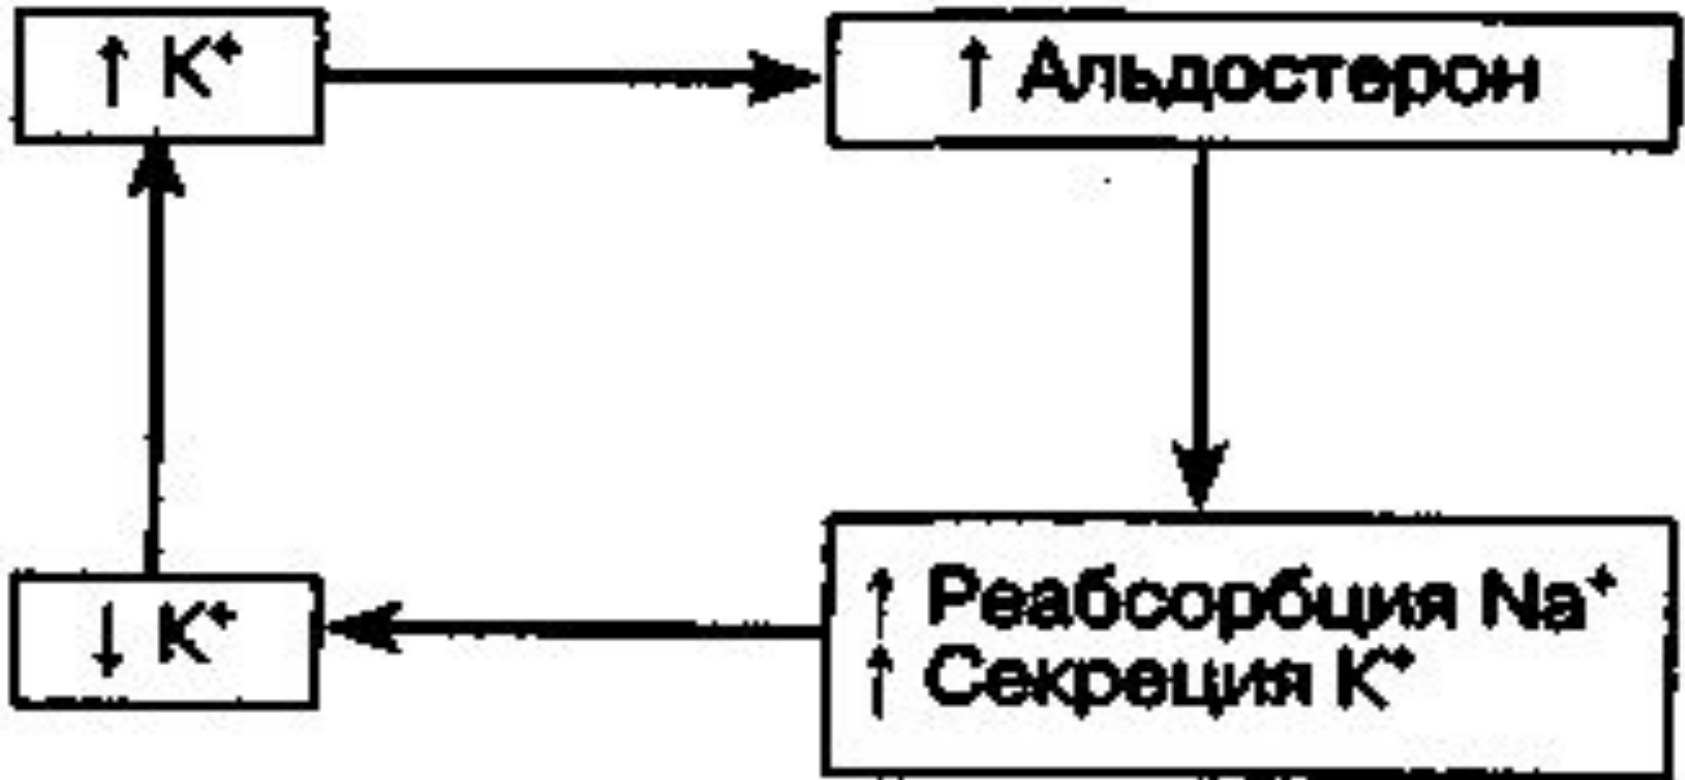 ↑ K⁺
↑ Альдостерон
↑ Реабсорбция Na⁺
↑ Секреция K⁺
↓ K⁺